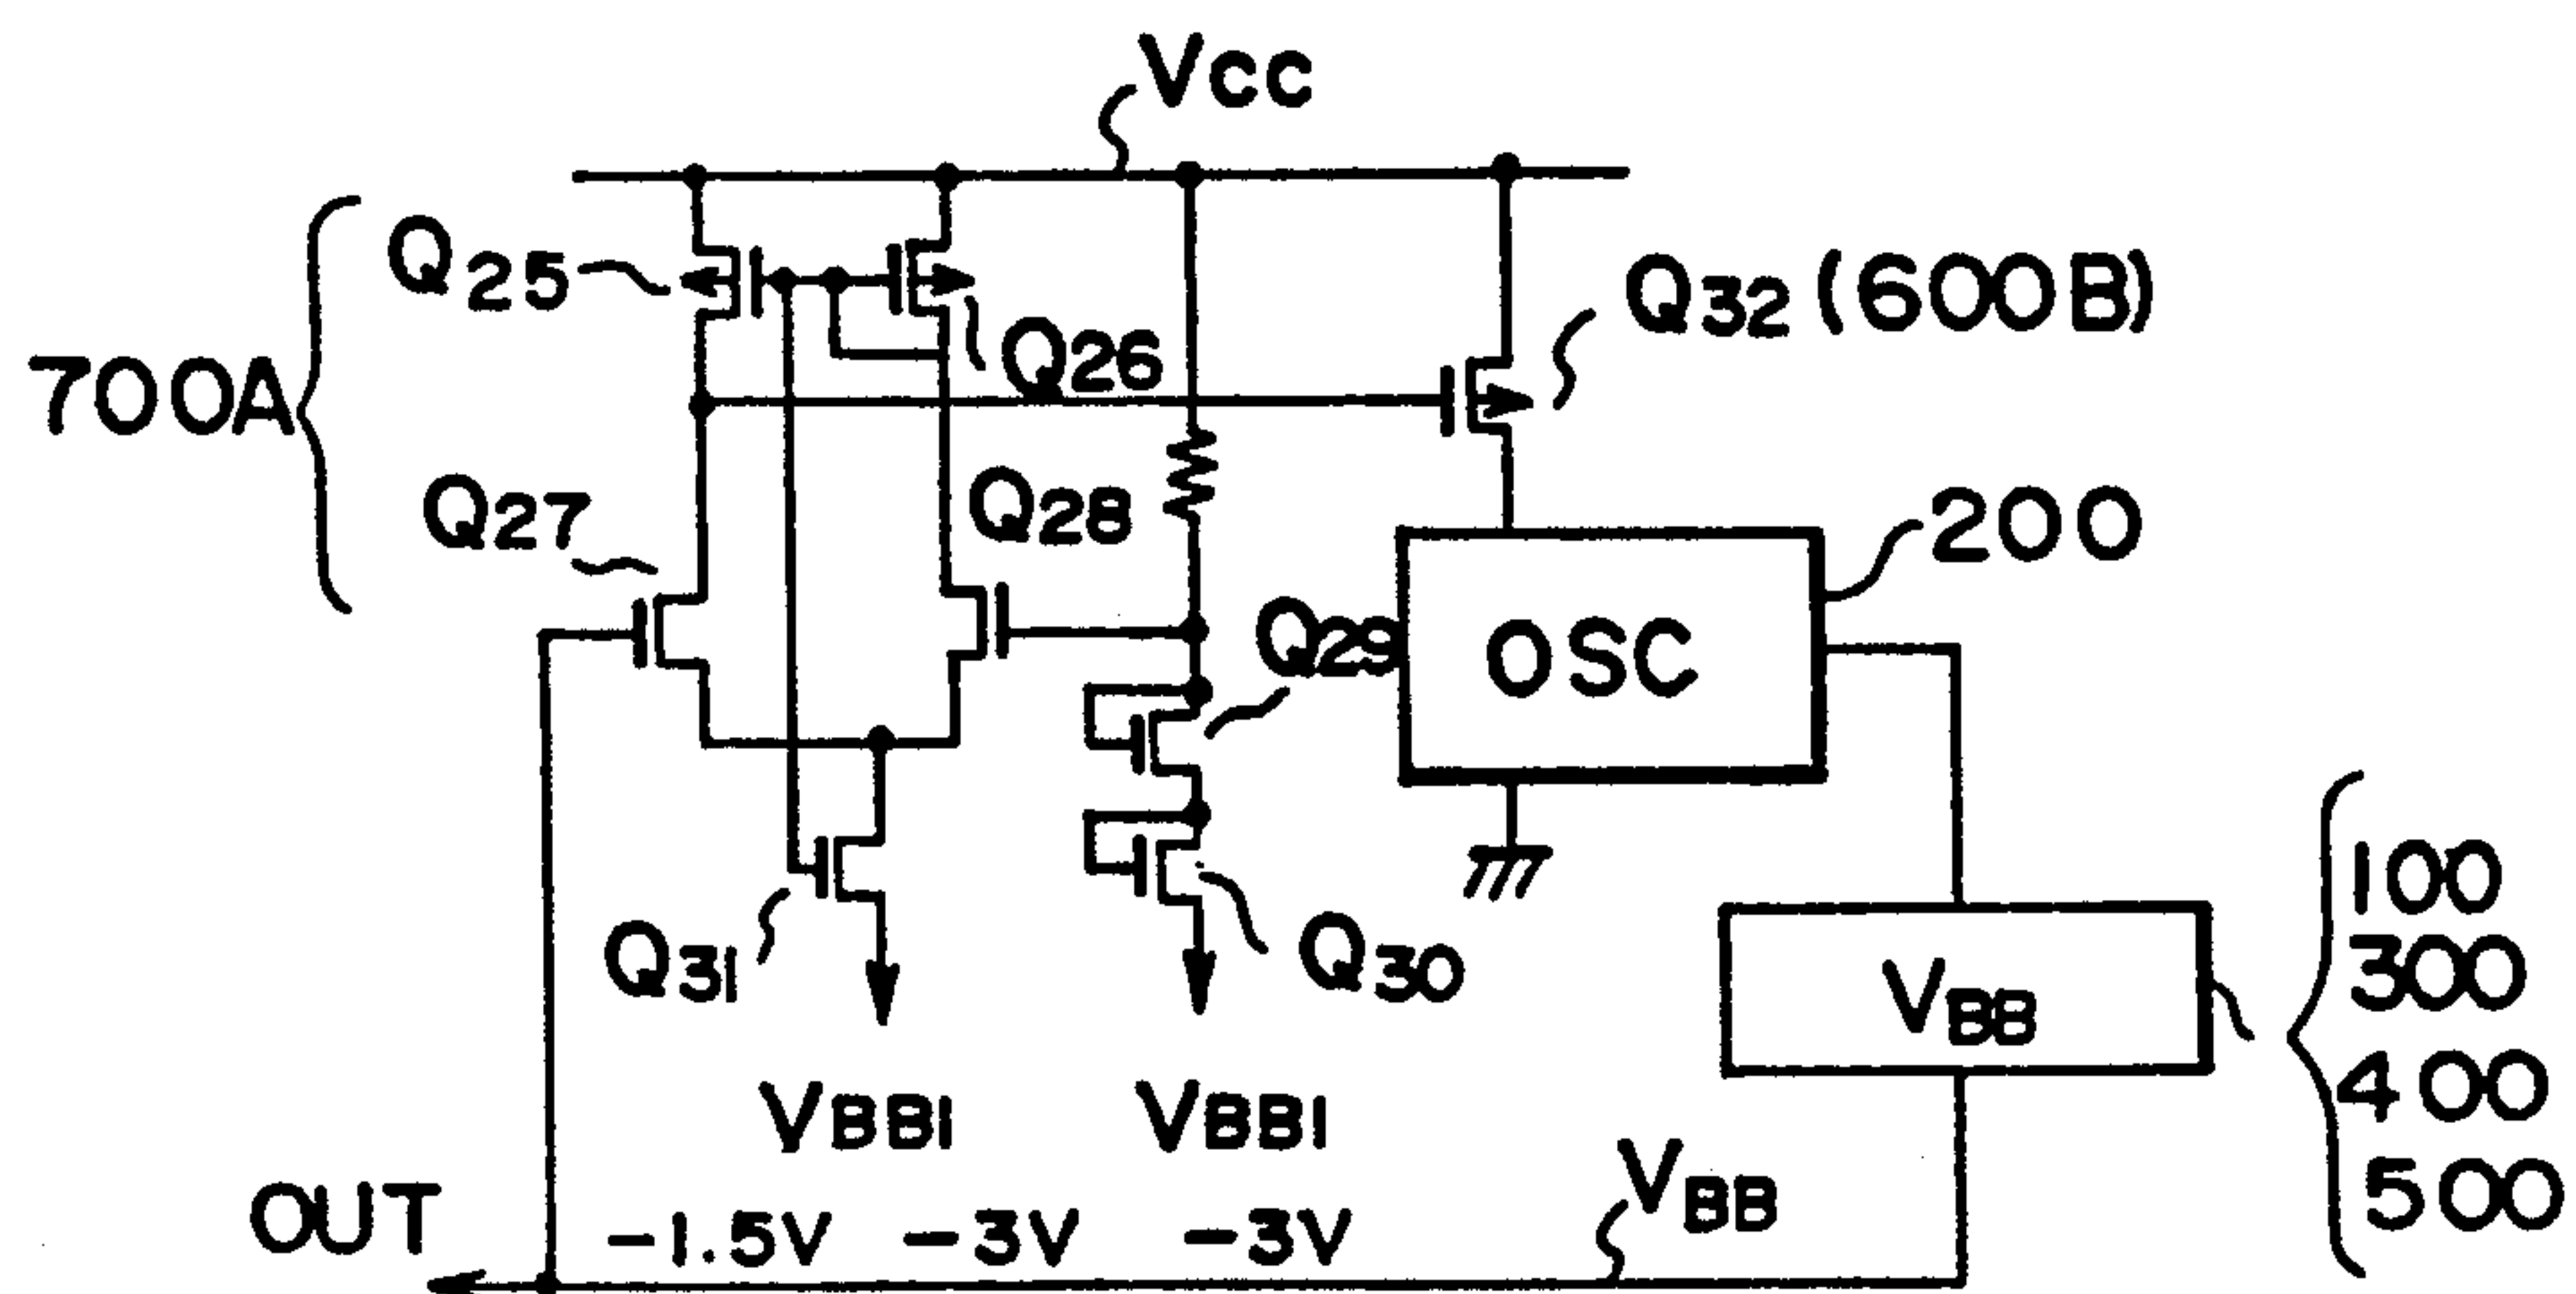 Vcc
Q25
Q26
Q32 (600B)
700A
Q27
Q28
200
Q29
OSC
Q31
Q30
100
300
400
500
VBB
VBB1
VBB1
VBB
OUT
-1.5V
-3V
-3V